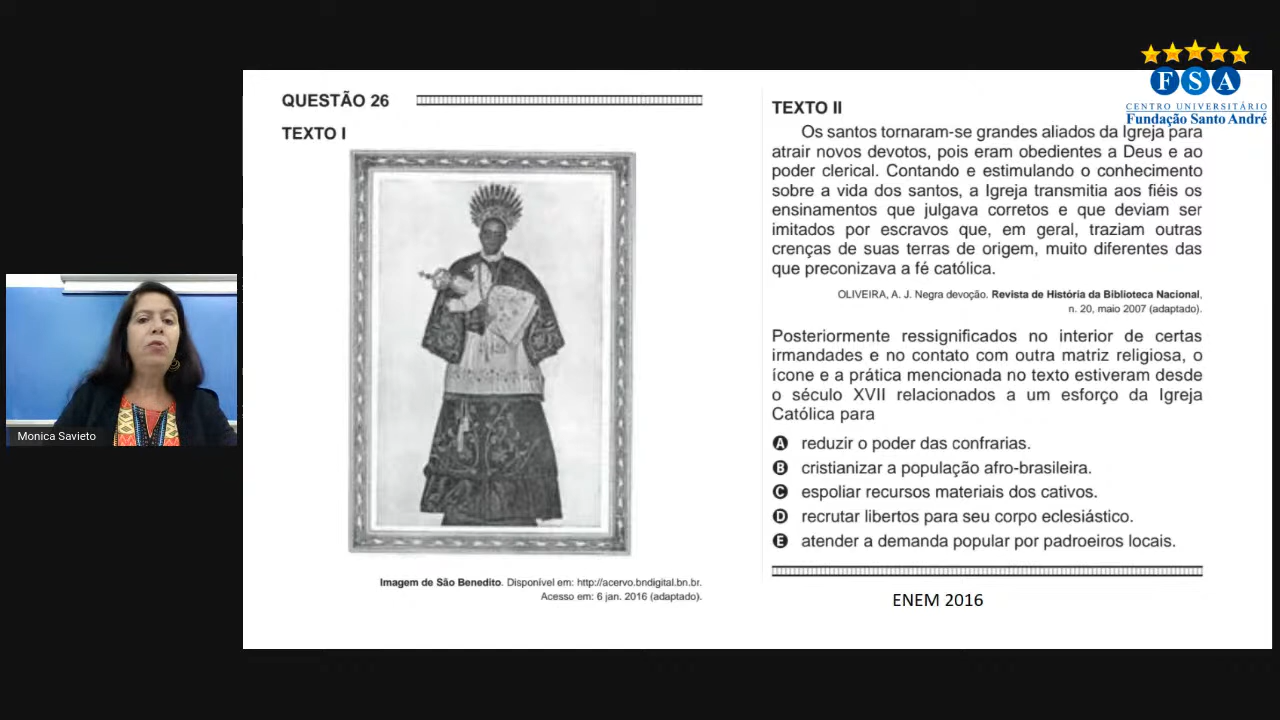 QUESTÃO 26
TEXTO I
Imagem de São Benedito. Disponível em: http://acervo.bndigital.bn.br.
Acesso em: 6 jan. 2016 (adaptado).
TEXTO II
Os santos tornaram-se grandes aliados da Igreja para
atrair novos devotos, pois eram obedientes a Deus e ao
poder clerical. Contando e estimulando o conhecimento
sobre a vida dos santos, a Igreja transmitia aos fiéis os
ensinamentos que julgava corretos e que deviam ser
imitados por escravos que, em geral, traziam outras
crenças de suas terras de origem, muito diferentes das
que preconizava a fé católica.
OLIVEIRA, A. J. Negra devoção. Revista de História da Biblioteca Nacional,
n. 20, maio 2007 (adaptado).
Posteriormente ressignificados no interior de certas
irmandades e no contato com outra matriz religiosa, o
ícone e a prática mencionada no texto estiveram desde
o século XVII relacionados a um esforço da Igreja
Católica para
A reduzir o poder das confrarias.
B cristianizar a população afro-brasileira.
C espoliar recursos materiais dos cativos.
D recrutar libertos para seu corpo eclesiástico.
E atender a demanda popular por padroeiros locais.
ENEM 2016
FSA
CENTRO UNIVERSITÁRIO
Fundação Santo André
Monica Savieto